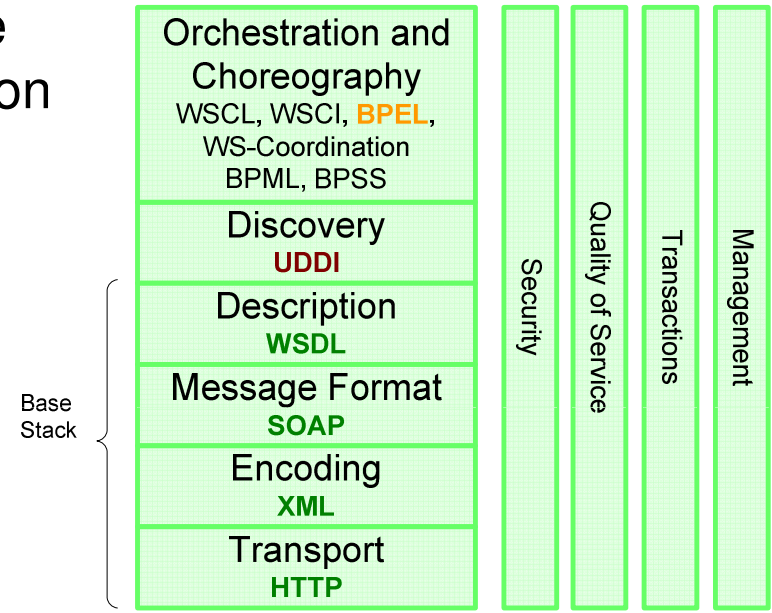 e
on
Orchestration and
Choreography
WSCL, WSCI, BPEL,
WS-Coordination
BPML, BPSS
Discovery
UDDI
Description
WSDL
Message Format
SOAP
Encoding
XML
Transport
HTTP
Base
Stack
Security
Quality of Service
Transactions
Management